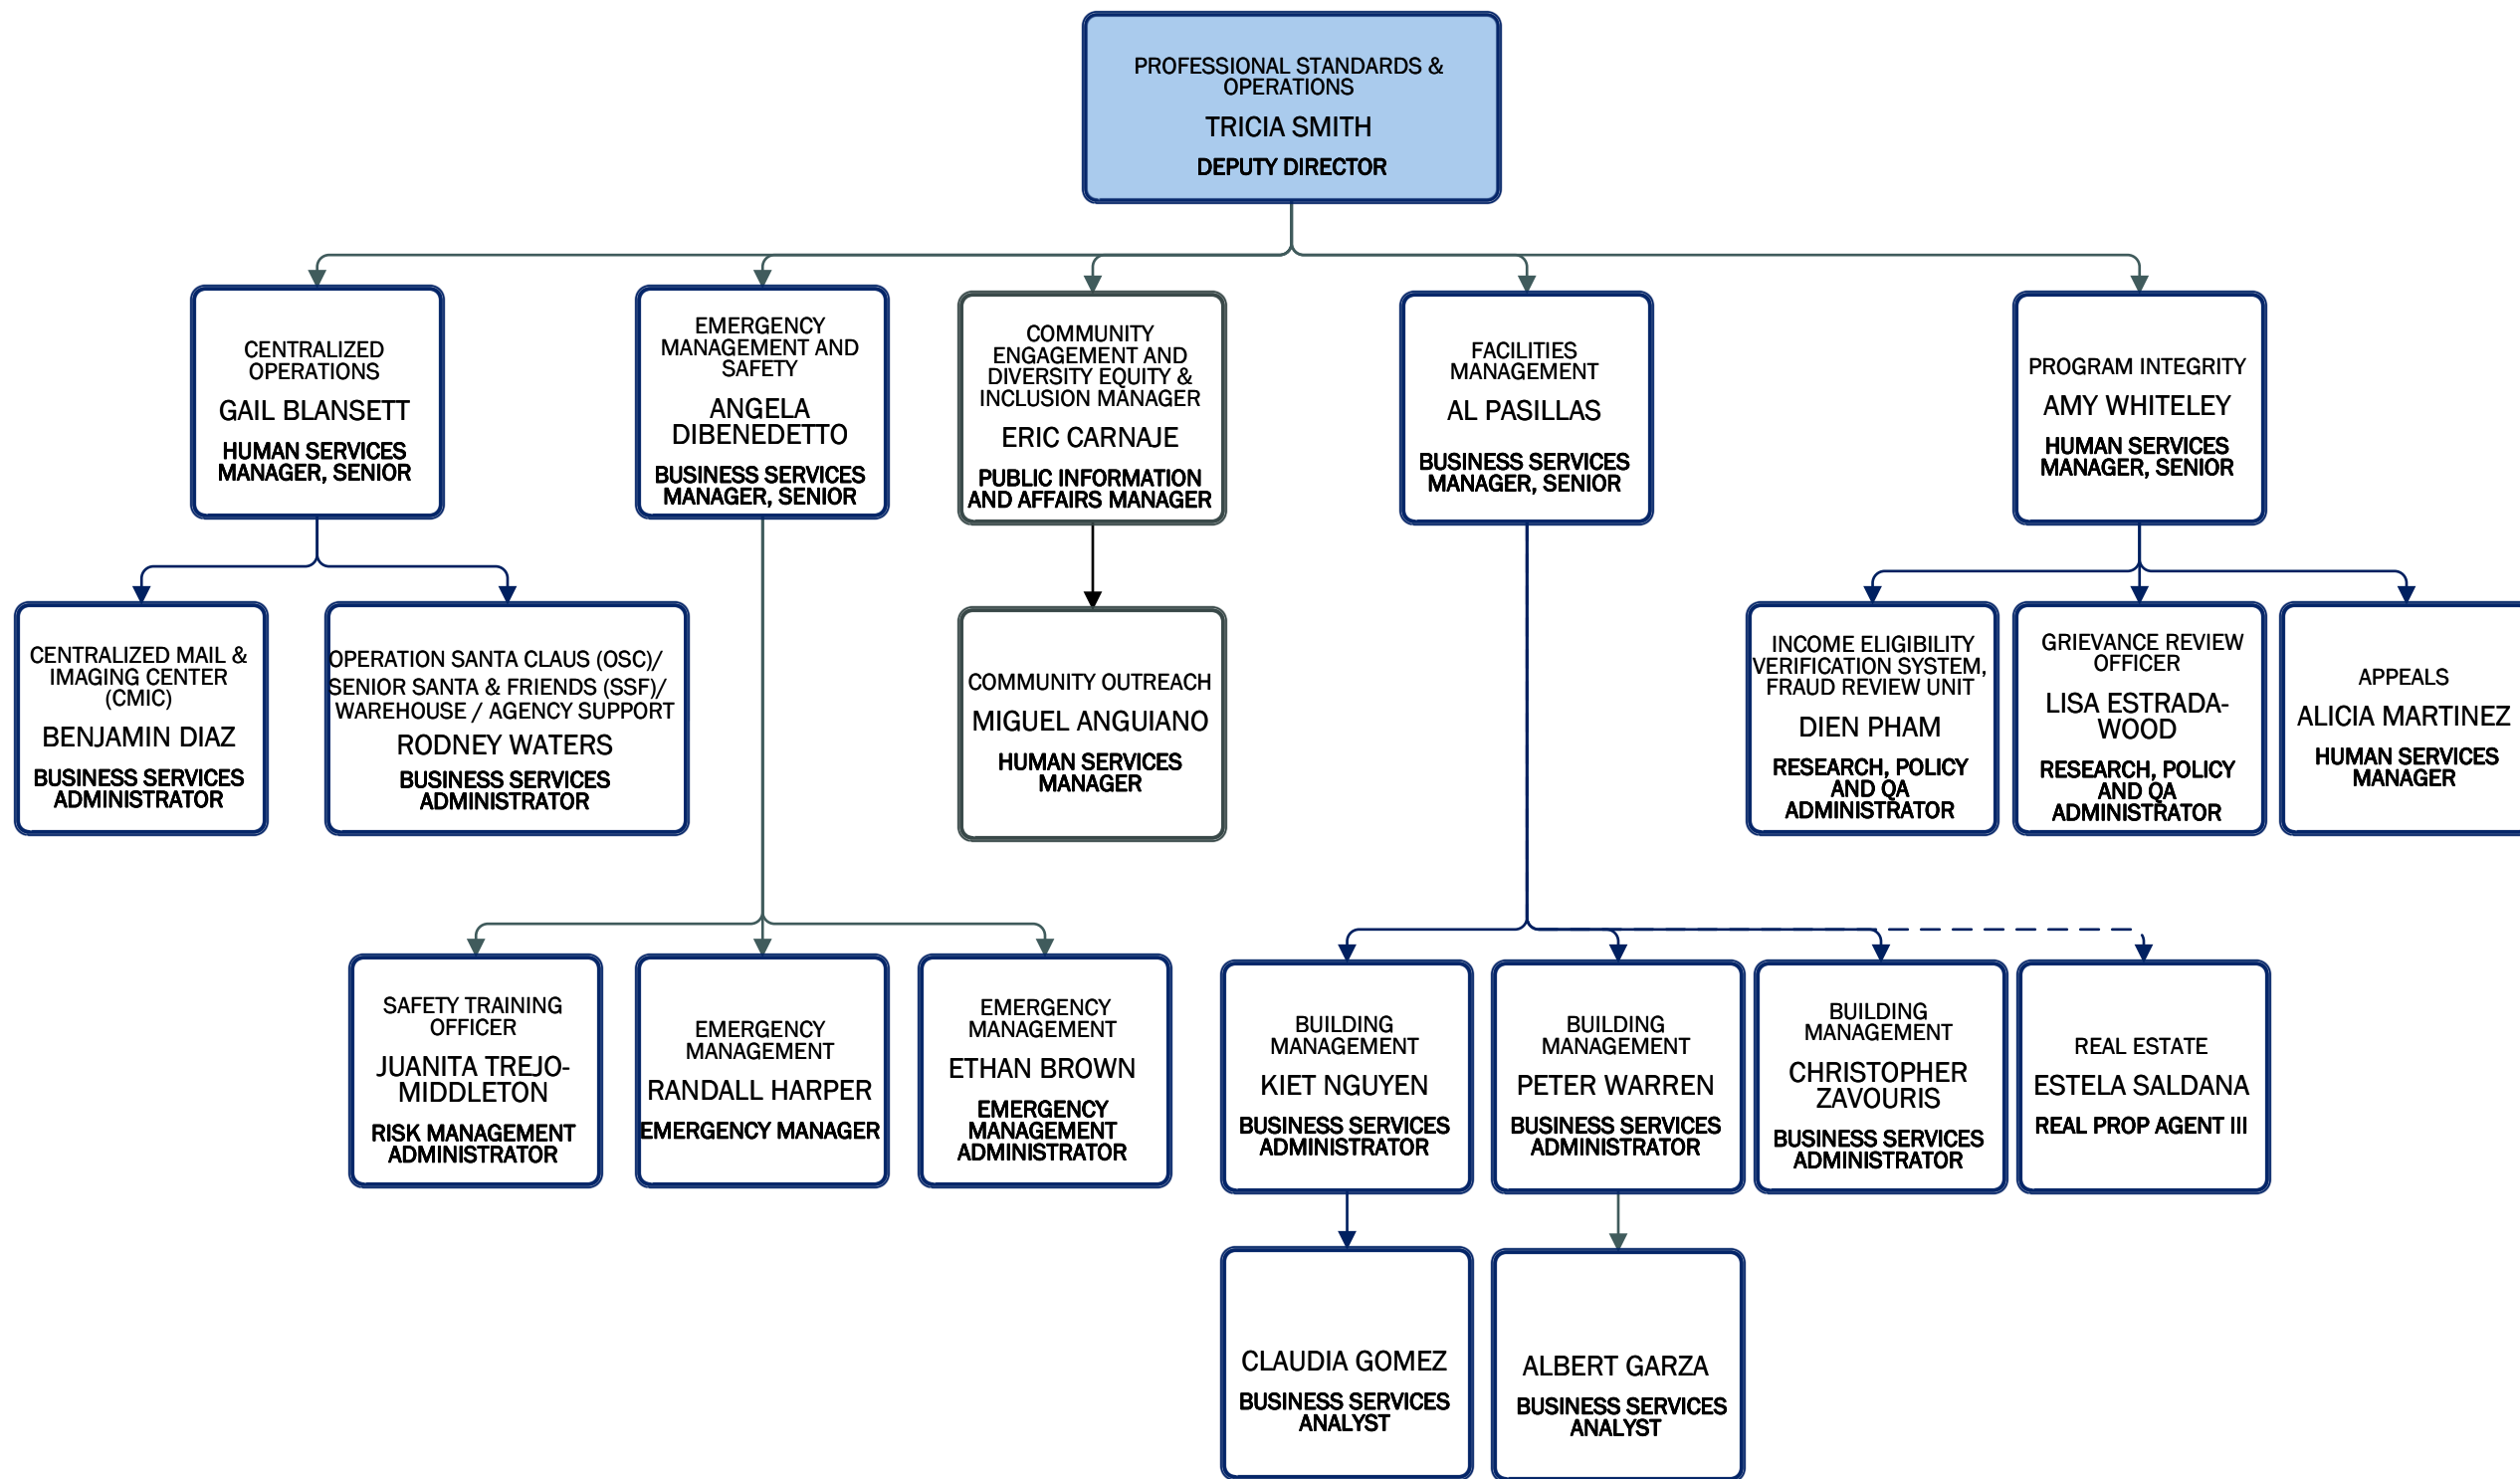 PROFESSIONAL STANDARDS &
OPERATIONS
TRICIA SMITH
DEPUTY DIRECTOR
CENTRALIZED
OPERATIONS
GAIL BLANSETT
HUMAN SERVICES
MANAGER, SENIOR
EMERGENCY
MANAGEMENT AND
SAFETY
ANGELA
DIBENEDETTO
BUSINESS SERVICES
MANAGER, SENIOR
COMMUNITY
ENGAGEMENT AND
DIVERSITY EQUITY &
INCLUSION MANAGER
ERIC CARNAJE
PUBLIC INFORMATION
AND AFFAIRS MANAGER
FACILITIES
MANAGEMENT
AL PASILLAS
BUSINESS SERVICES
MANAGER, SENIOR
PROGRAM INTEGRITY
AMY WHITELEY
HUMAN SERVICES
MANAGER, SENIOR
CENTRALIZED MAIL &
IMAGING CENTER
(CMIC)
BENJAMIN DIAZ
BUSINESS SERVICES
ADMINISTRATOR
OPERATION SANTA CLAUS (OSC)/
SENIOR SANTA & FRIENDS (SSF)/
WAREHOUSE / AGENCY SUPPORT
RODNEY WATERS
BUSINESS SERVICES
ADMINISTRATOR
COMMUNITY OUTREACH
MIGUEL ANGUIANO
HUMAN SERVICES
MANAGER
INCOME ELIGIBILITY
VERIFICATION SYSTEM,
FRAUD REVIEW UNIT
DIEN PHAM
RESEARCH, POLICY
AND QA
ADMINISTRATOR
GRIEVANCE REVIEW
OFFICER
LISA ESTRADA-
WOOD
RESEARCH, POLICY
AND QA
ADMINISTRATOR
APPEALS
ALICIA MARTINEZ
HUMAN SERVICES
MANAGER
SAFETY TRAINING
OFFICER
JUANITA TREJO-
MIDDLETON
RISK MANAGEMENT
ADMINISTRATOR
EMERGENCY
MANAGEMENT
RANDALL HARPER
EMERGENCY MANAGER
EMERGENCY
MANAGEMENT
ETHAN BROWN
EMERGENCY
MANAGEMENT
ADMINISTRATOR
BUILDING
MANAGEMENT
KIET NGUYEN
BUSINESS SERVICES
ADMINISTRATOR
BUILDING
MANAGEMENT
PETER WARREN
BUSINESS SERVICES
ADMINISTRATOR
BUILDING
MANAGEMENT
CHRISTOPHER
ZAVOURIS
BUSINESS SERVICES
ADMINISTRATOR
REAL ESTATE
ESTELA SALDANA
REAL PROP AGENT III
CLAUDIA GOMEZ
BUSINESS SERVICES
ANALYST
ALBERT GARZA
BUSINESS SERVICES
ANALYST